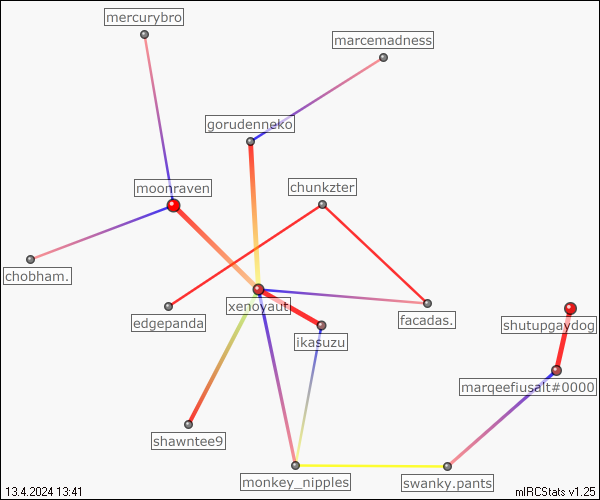 mercurybro
marcemadness
gorudenneko
moonraven
chunkzter
chobham.
xenoyaut
edgepanda
facadas.
shutupgaydog
ikasuzu
marqeefiusalt#0000
shawntee9
monkey_nipples
swanky.pants
13.4.2024 13:41
mIRCStats v1.25